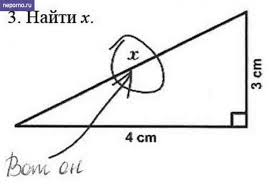 nepomo.ru
3. Найти x.
x
3 cm
4 cm
Вот он